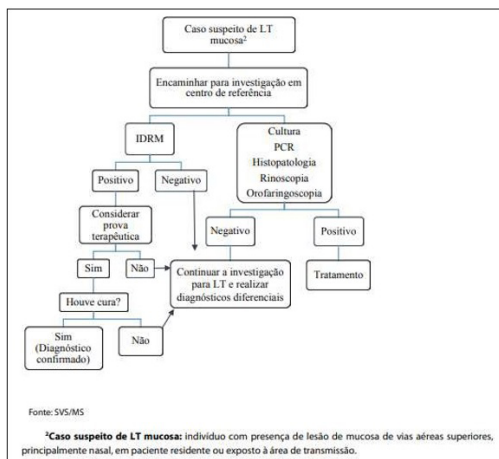 Caso suspeito de LT
mucosa?²
Encaminhar para investigação em
centro de referência
IDRM
Cultura
PCR
Histopatologia
Rinoscopia
Orofaringoscopia
Positivo
Negativo
Considerar
prova
terapêutica
Negativo
Positivo
Sim
Não
Continuar a investigação
para LT e realizar
diagnósticos diferenciais
Tratamento
Houve cura?
Sim
(Diagnóstico
confirmado)
Não
Fonte: SVS/MS
²Caso suspeito de LT mucosa: indivíduo com presença de lesão de mucosa de vias aéreas superiores,
principalmente nasal, em paciente residente ou exposto à área de transmissão.